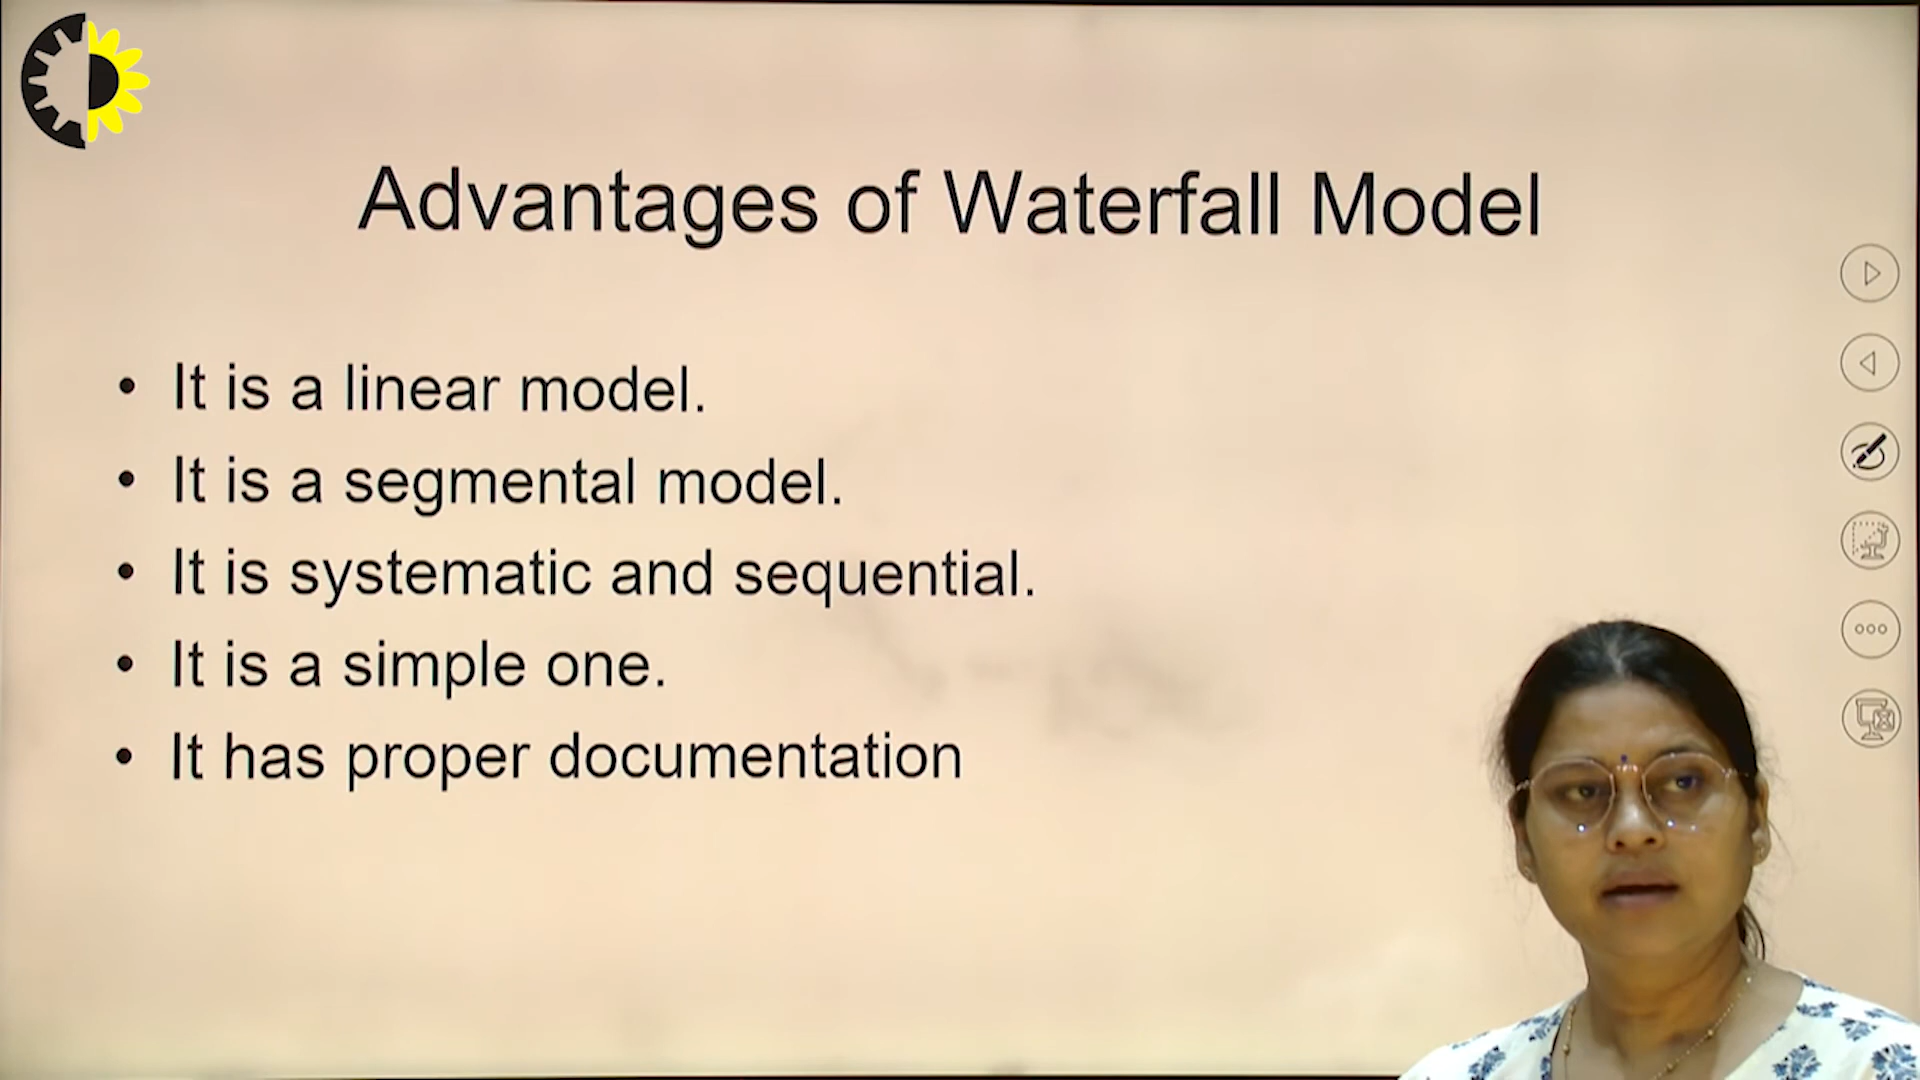 Advantages of Waterfall Model
• It is a linear model.
• It is a segmental model.
• It is systematic and sequential.
• It is a simple one.
• It has proper documentation